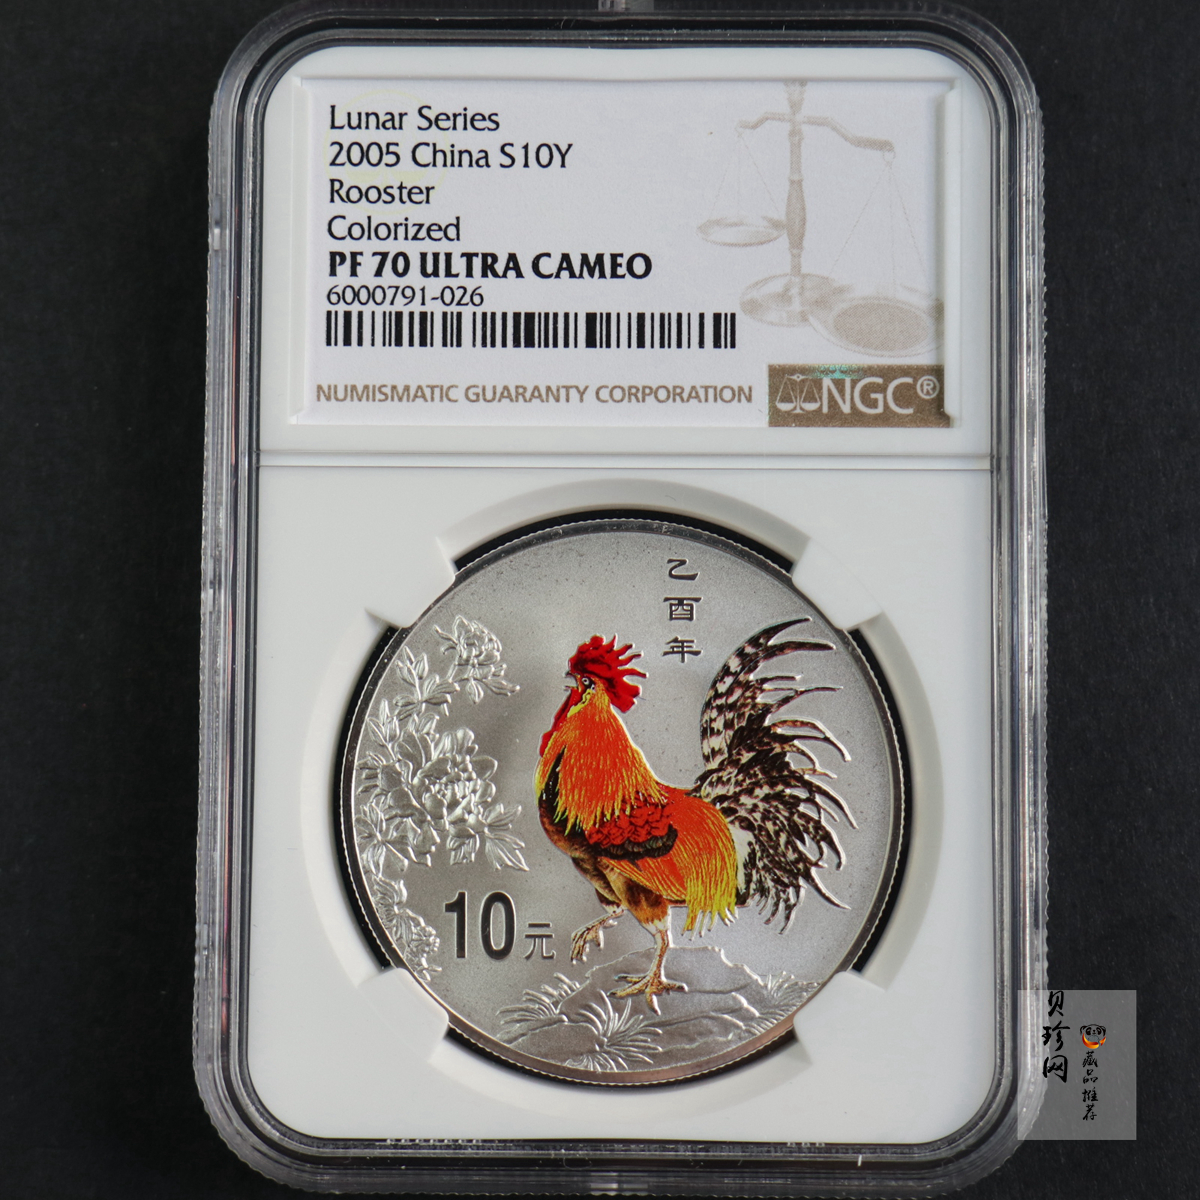 Lunar Series
2005 China S10Y
Rooster
Colorized
PF 70 ULTRA CAMEO
6000791-026
NUMISMATIC GUARANTY CORPORATION
NGC®
乙酉年
10元
贝珍网
藏品推荐